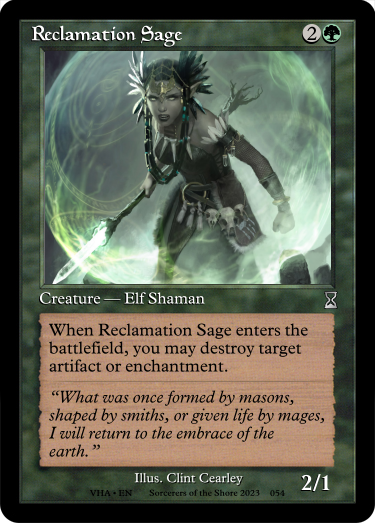 Reclamation Sage 2
Creature — Elf Shaman
When Reclamation Sage enters the
battlefield, you may destroy target
artifact or enchantment.
“What was once formed by masons,
shaped by smiths, or given life by mages,
I will return to the embrace of the
earth.”
Illus. Clint Cearley
2/1
VHA • EN Sorcerers of the Shore 2023 054